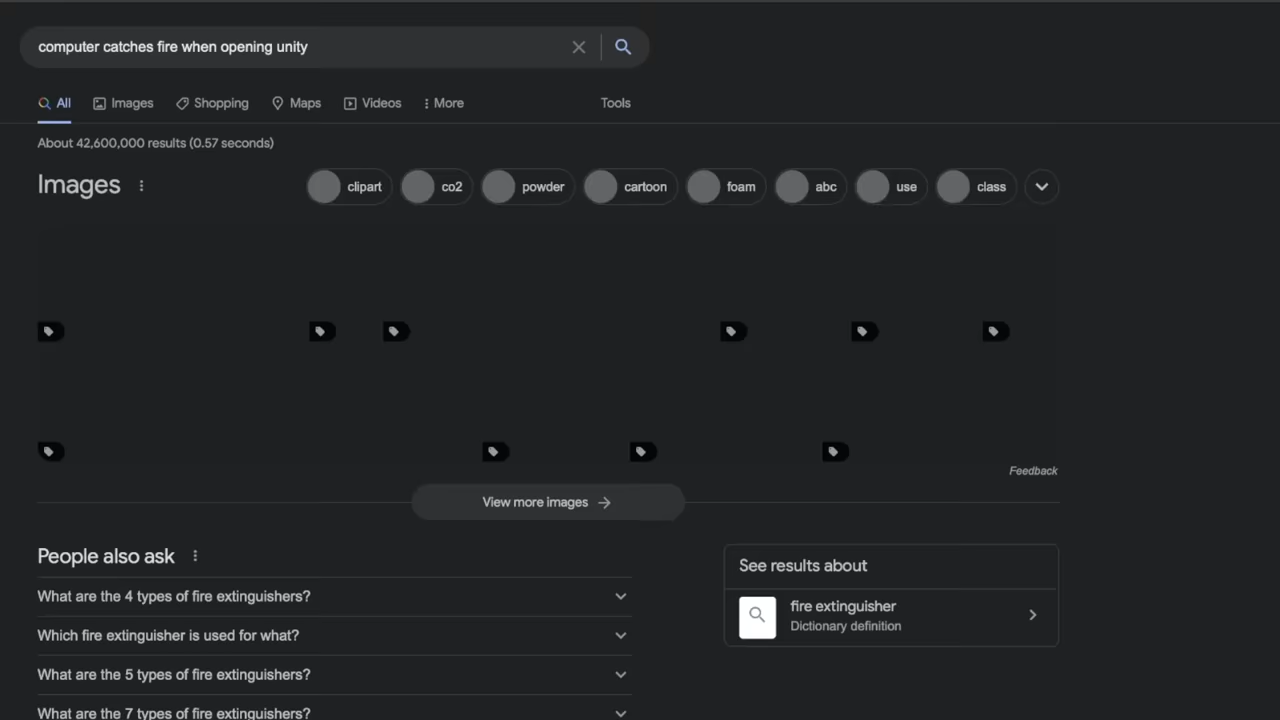 computer catches fire when opening unity
All Images Shopping Maps Videos More Tools
About 42,600,000 results (0.57 seconds)
Images clipart co2 powder cartoon foam abc use class
Feedback
View more images
People also ask
What are the 4 types of fire extinguishers?
Which fire extinguisher is used for what?
What are the 5 types of fire extinguishers?
What are the 7 types of fire extinguishers?
See results about
fire extinguisher
Dictionary definition